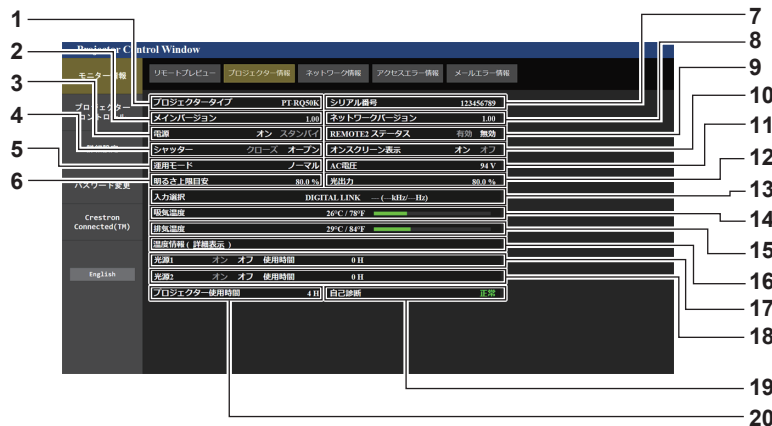 1
2
3
4
5
6
7
8
9
10
11
12
13
14
15
16
17
18
19
20
Projector Control Window
モニター情報
プロジェクター
コントロール
パスワード変更
Crestron
Connected(TM)
English
リモートプレビュー プロジェクター情報 ネットワーク情報 アクセスエラー情報 メールエラー情報
プロジェクタータイプ PT-RQ50K シリアル番号 123456789
メインバージョン 1.00 ネットワークバージョン 1.00
電源 オン スタンバイ REMOTE2 ステータス 有効 無効
シャッター クローズ オープン オンスクリーン表示 オン オフ
運用モード ノーマル AC電圧 94 V
明るさ上限目安 80.0 % 光出力 80.0 %
入力選択 DIGITAL LINK —(—kHz/—Hz)
吸気温度 26°C / 78°F
排気温度 29°C / 84°F
温度情報 ( 詳細表示 )
光源1 オン オフ 使用時間 0 H
光源2 オン オフ 使用時間 0 H
プロジェクター使用時間 4 H 自己診断 正常